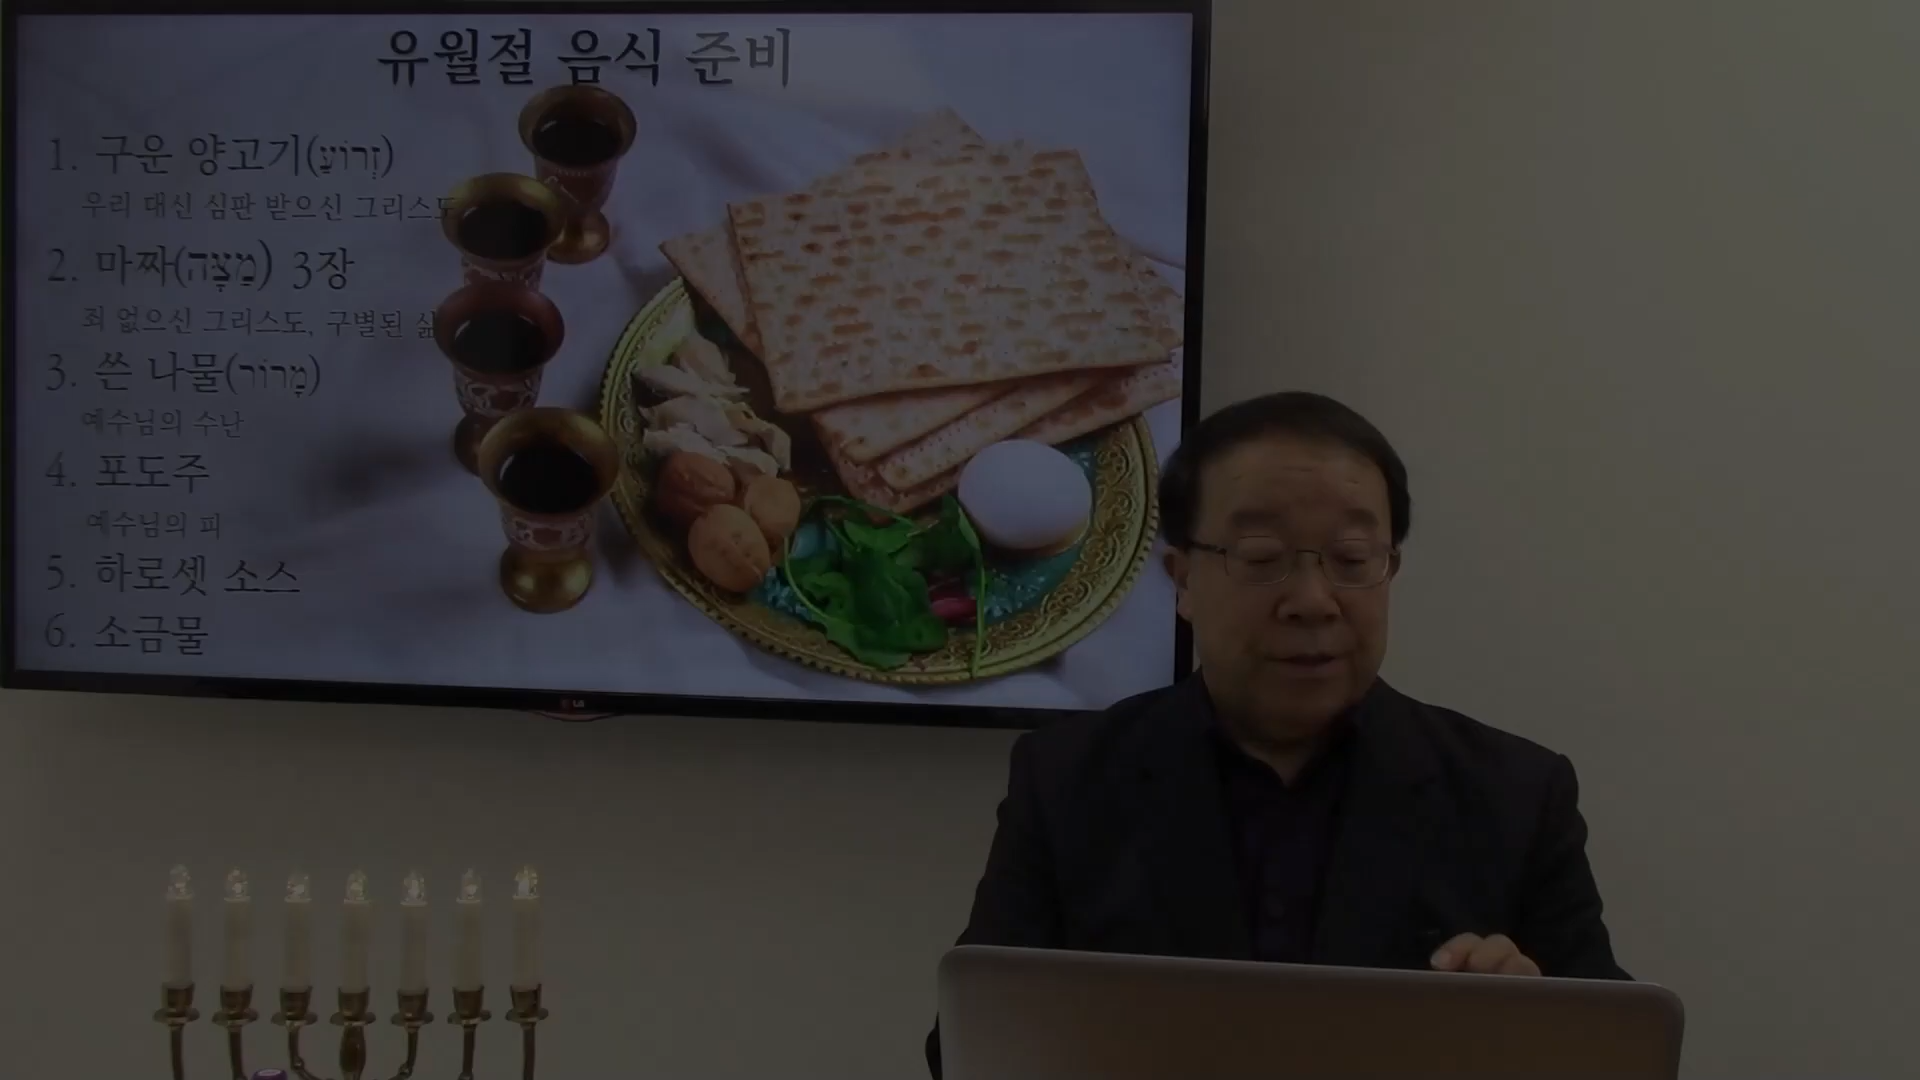 유월절 음식 준비
1. 구운 양고기(זְרוֹעַ)
우리 대신 심판 받으신 그리스도
2. 마짜(מַצָּה) 3장
죄 없으신 그리스도, 구별된 삶
3. 쓴 나물(מָרוֹר)
예수님의 수난
4. 포도주
예수님의 피
5. 하로셋 소스
6. 소금물
LG